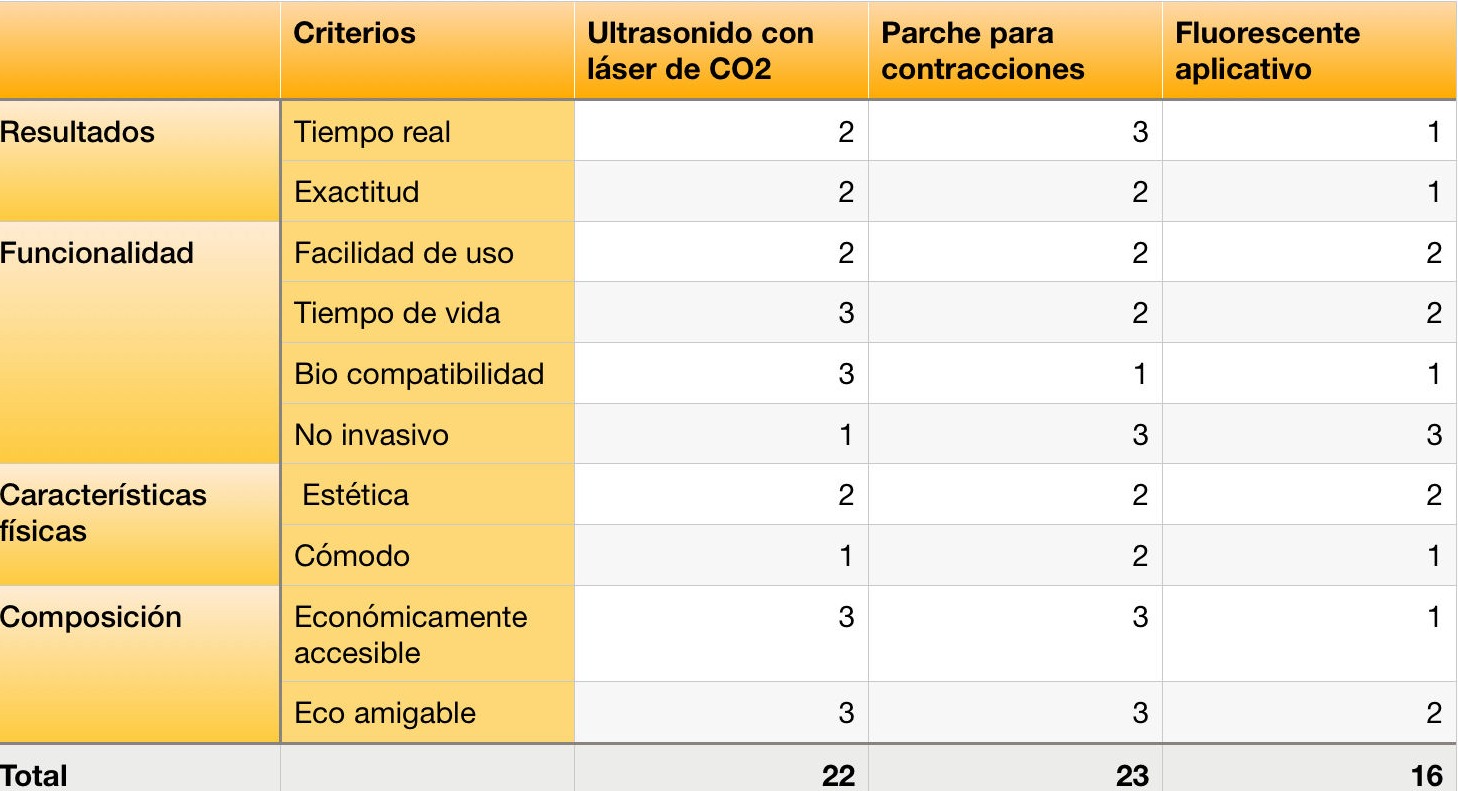 Criterios Ultrasonido con láser de CO2 Parche para contracciones Fluorescente aplicativo
Resultados Tiempo real 2 3 1
Exactitud 2 2 1
Funcionalidad Facilidad de uso 2 2 2
Tiempo de vida 3 2 2
Bio compatibilidad 3 1 1
No invasivo 1 3 3
Características físicas Estética 2 2 2
Cómodo 1 2 1
Composición Económicamente accesible 3 3 1
Eco amigable 3 3 2
Total 22 23 16